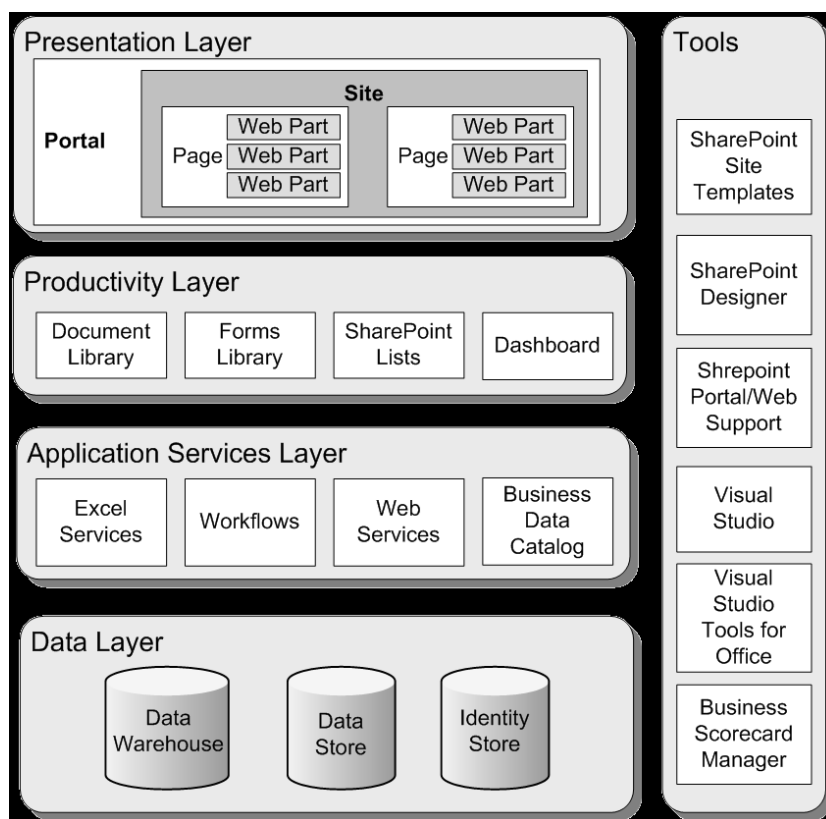 Presentation Layer
Portal
Site
Page
Web Part
Web Part
Web Part
Page
Web Part
Web Part
Web Part
Productivity Layer
Document
Library
Forms
Library
SharePoint
Lists
Dashboard
Application Services Layer
Excel
Services
Workflows
Web
Services
Business
Data
Catalog
Data Layer
Data
Warehouse
Data
Store
Identity
Store
Tools
SharePoint
Site
Templates
SharePoint
Designer
Shrepoint
Portal/Web
Support
Visual
Studio
Visual
Studio
Tools for
Office
Business
Scorecard
Manager